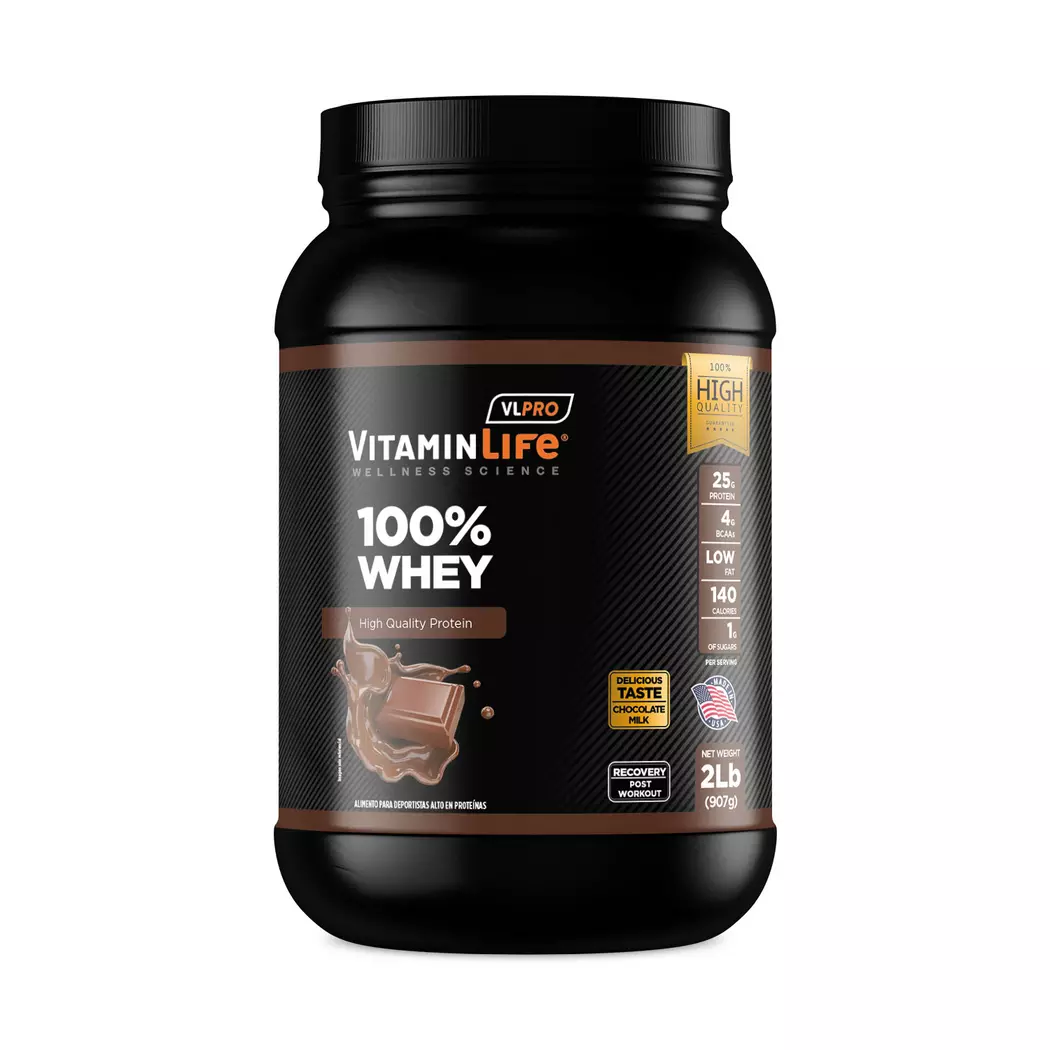 VLPRO
VITAMINLIFE®
WELLNESS SCIENCE
100%
WHEY
High Quality Protein
ALIMENTO PARA DEPORTISTAS ALTO EN PROTEÍNAS
100%
HIGH
QUALITY
25G
PROTEIN
4G
BCAAs
LOW
FAT
140
CALORIES
1G
OF SUGARS
PER SERVING
DELICIOUS
TASTE
CHOCOLATE
MILK
MADE IN
USA
RECOVERY
POST
WORKOUT
NET WEIGHT
2Lb
(907g)